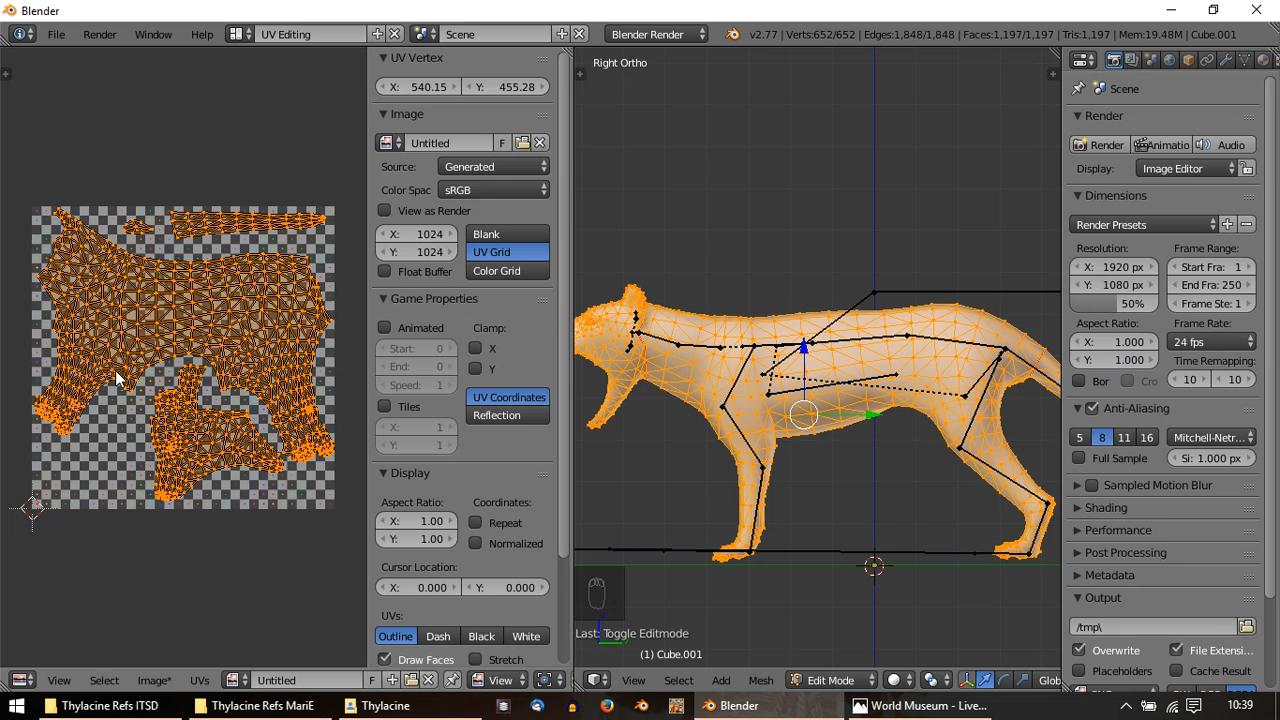 Blender
File Render Window Help UV Editing Scene Blender Render v2.77 | Verts:652/652 | Edges:1,848/1,848 | Faces:1,197/1,197 | Tris:1,197 | Mem:19.48M | Cube.001
UV Vertex
X: 540.15 Y: 455.28
Image
Untitled F
Source: Generated
Color Spac sRGB
View as Render
X: 1024 Blank
Y: 1024 UV Grid
Float Buffer Color Grid
Game Properties
Animated Clamp:
Start: 0 X
End: 0 Y
Speed: 1 UV Coordinates
Tiles Reflection
X: 1
Y: 1
Display
Aspect Ratio: Coordinates:
X: 1.00 Repeat
Y: 1.00 Normalized
Cursor Location:
X: 0.000 Y: 0.000
UVs:
Outline Dash Black White
Draw Faces Stretch
View Select Image* UVs Untitled F View
Right Ortho
Last: Toggle Editmode
(1) Cube.001
View Select Add Mesh Edit Mode Glob
Scene
Render
Render Animatio Audio
Display: Image Editor
Dimensions
Render Presets
Resolution: Frame Range:
X: 1920 px Start Fra: 1
Y: 1080 px End Fra: 250
50% Frame Ste: 1
Aspect Ratio: Frame Rate:
X: 1.000 24 fps
Y: 1.000 Time Remapping:
Bor Cro 10 10
Anti-Aliasing
5 8 11 16 Mitchell-Netr...
Full Sample Si: 1.000 px
Sampled Motion Blur
Shading
Performance
Post Processing
Metadata
Output
/tmp\
Overwrite File Extensi...
Placeholders Cache Result
Thylacine Refs ITSD Thylacine Refs MariE Thylacine Blender World Museum - Live... 10:39